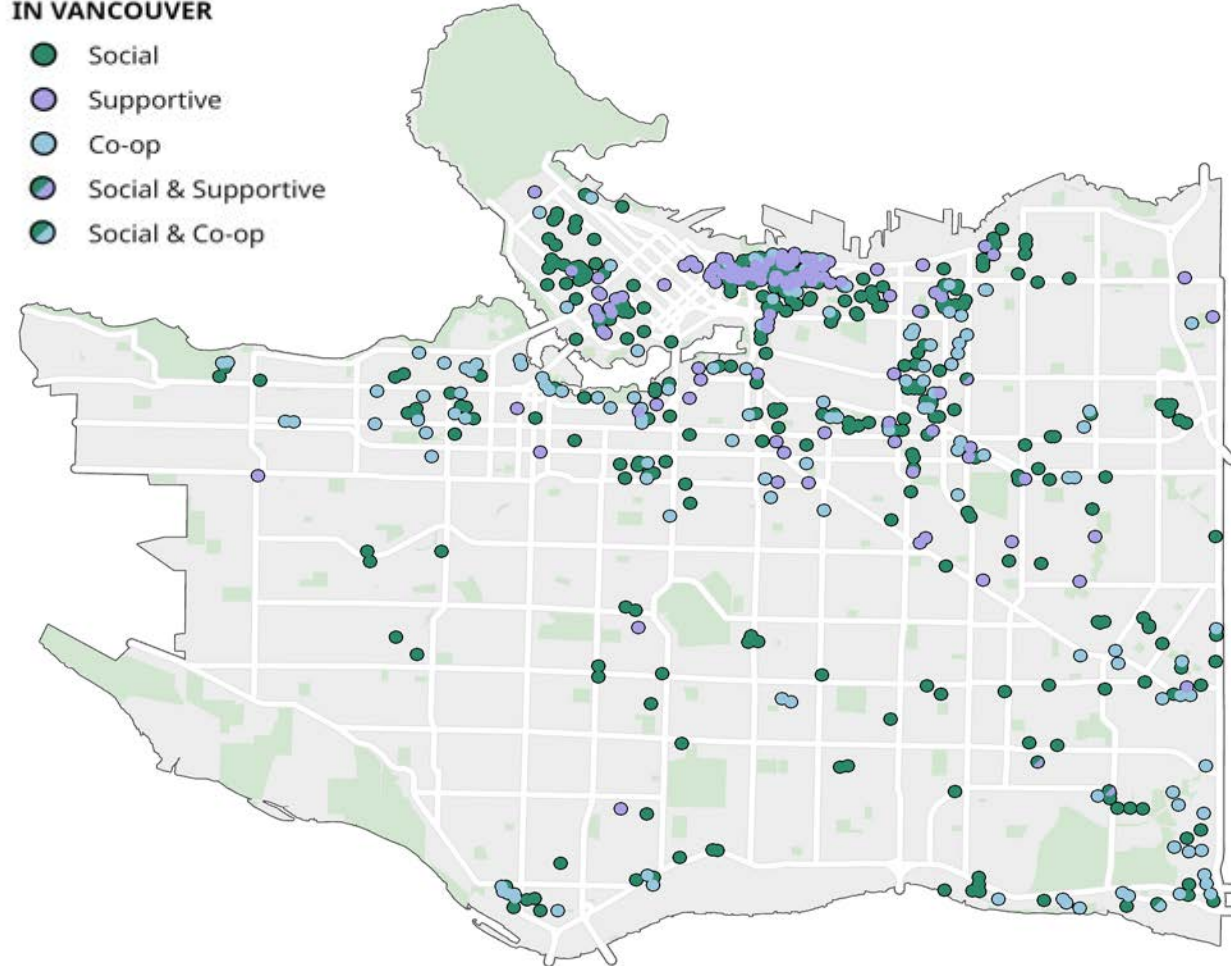 IN VANCOUVER
Social
Supportive
Co-op
Social & Supportive
Social & Co-op